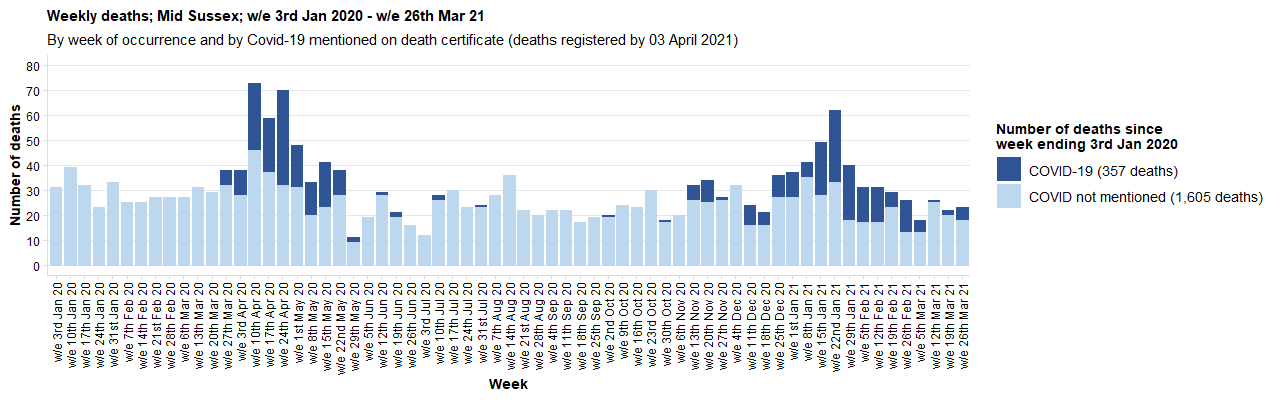 Weekly deaths; Mid Sussex; w/e 3rd Jan 2020 - w/e 26th Mar 21
By week of occurrence and by Covid-19 mentioned on death certificate (deaths registered by 03 April 2021)
Number of deaths
80
70
60
50
40
30
20
10
0
w/e 3rd Jan 20
w/e 10th Jan 20
w/e 17th Jan 20
w/e 24th Jan 20
w/e 31st Jan 20
w/e 7th Feb 20
w/e 14th Feb 20
w/e 21st Feb 20
w/e 28th Feb 20
w/e 6th Mar 20
w/e 13th Mar 20
w/e 20th Mar 20
w/e 27th Mar 20
w/e 3rd Apr 20
w/e 10th Apr 20
w/e 17th Apr 20
w/e 24th Apr 20
w/e 1st May 20
w/e 8th May 20
w/e 15th May 20
w/e 22nd May 20
w/e 29th May 20
w/e 5th Jun 20
w/e 12th Jun 20
w/e 19th Jun 20
w/e 26th Jun 20
w/e 3rd Jul 20
w/e 10th Jul 20
w/e 17th Jul 20
w/e 24th Jul 20
w/e 31st Jul 20
w/e 7th Aug 20
w/e 14th Aug 20
w/e 21st Aug 20
w/e 28th Aug 20
w/e 4th Sep 20
w/e 11th Sep 20
w/e 18th Sep 20
w/e 25th Sep 20
w/e 2nd Oct 20
w/e 9th Oct 20
w/e 16th Oct 20
w/e 23rd Oct 20
w/e 30th Oct 20
w/e 6th Nov 20
w/e 13th Nov 20
w/e 20th Nov 20
w/e 27th Nov 20
w/e 4th Dec 20
w/e 11th Dec 20
w/e 18th Dec 20
w/e 25th Dec 20
w/e 1st Jan 21
w/e 8th Jan 21
w/e 15th Jan 21
w/e 22nd Jan 21
w/e 29th Jan 21
w/e 5th Feb 21
w/e 12th Feb 21
w/e 19th Feb 21
w/e 26th Feb 21
w/e 5th Mar 21
w/e 12th Mar 21
w/e 19th Mar 21
w/e 26th Mar 21
Week
Number of deaths since
week ending 3rd Jan 2020
COVID-19 (357 deaths)
COVID not mentioned (1,605 deaths)